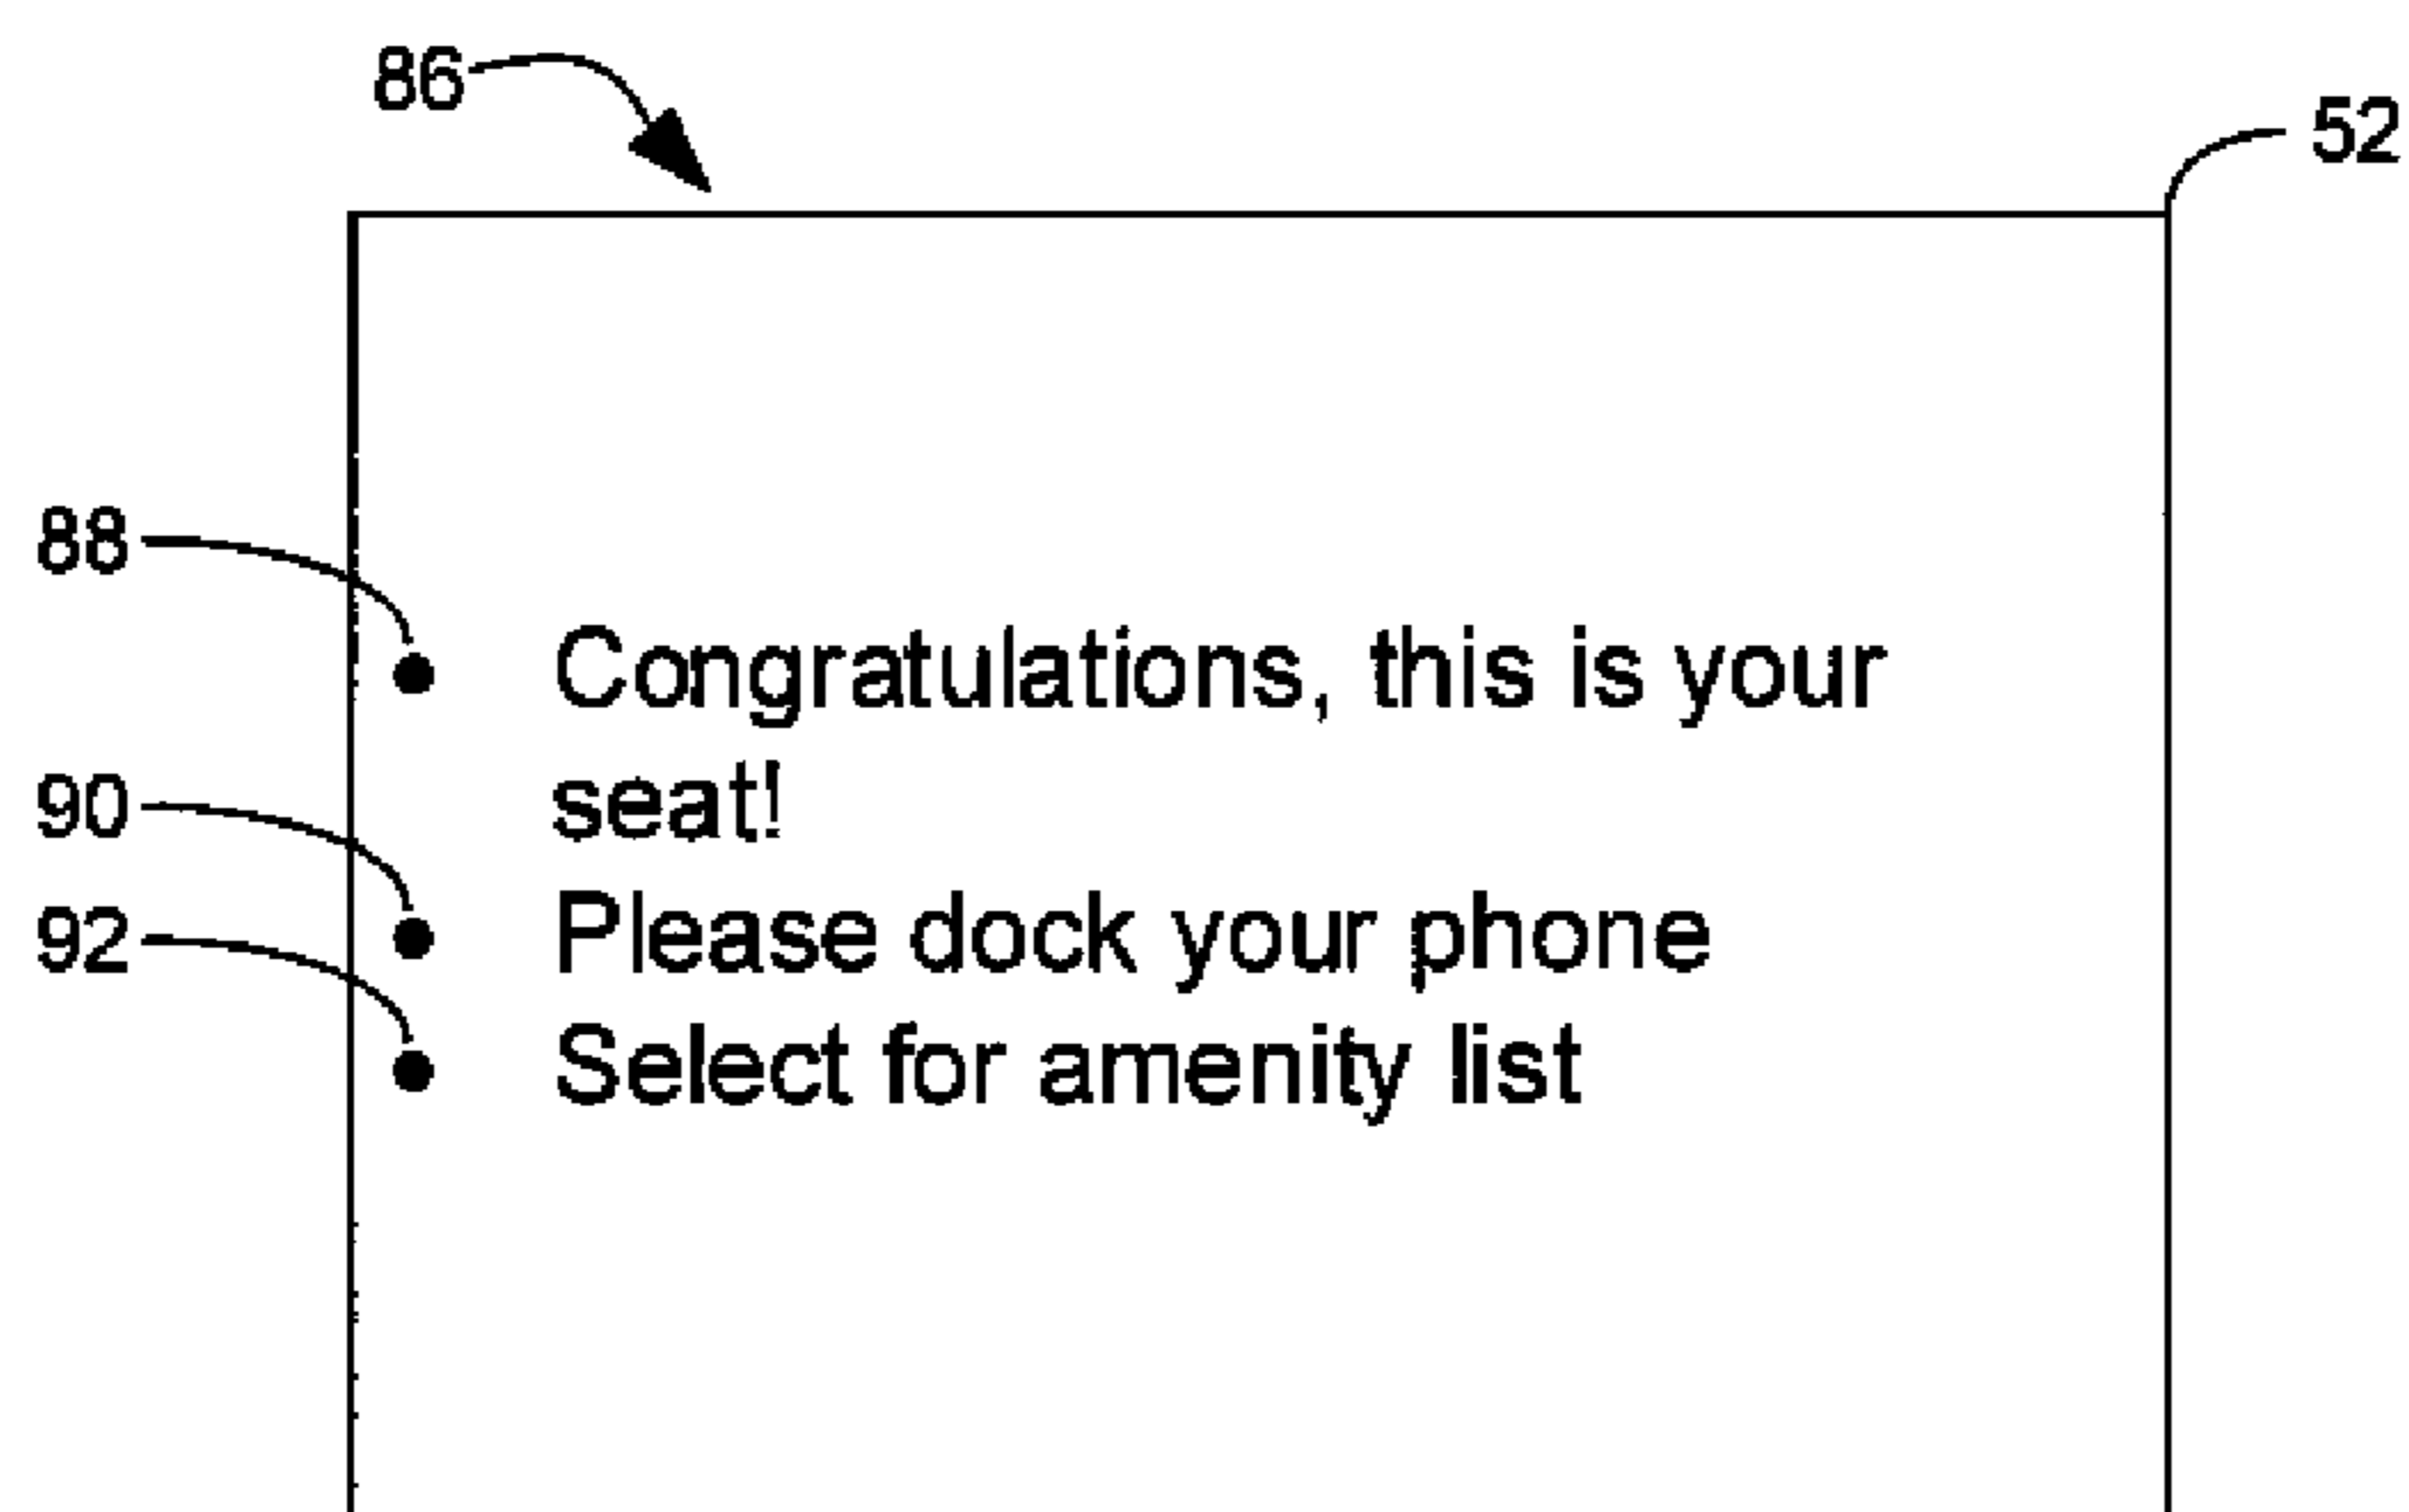 86
52
88
• Congratulations, this is your
seat!
90
• Please dock your phone
92
• Select for amenity list